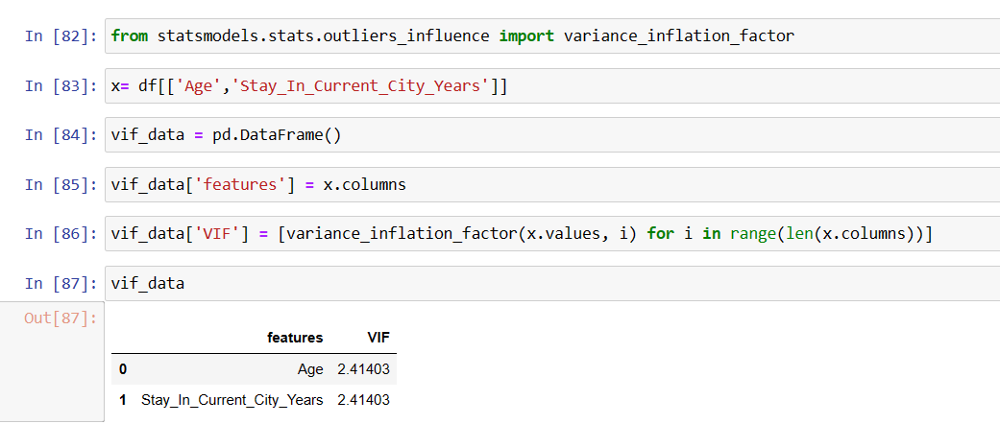 In [82]: from statsmodels.stats.outliers_influence import variance_inflation_factor
In [83]: x= df[['Age','Stay_In_Current_City_Years']]
In [84]: vif_data = pd.DataFrame()
In [85]: vif_data['features'] = x.columns
In [86]: vif_data['VIF'] = [variance_inflation_factor(x.values, i) for i in range(len(x.columns))]
In [87]: vif_data
Out[87]:
features VIF
0 Age 2.41403
1 Stay_In_Current_City_Years 2.41403